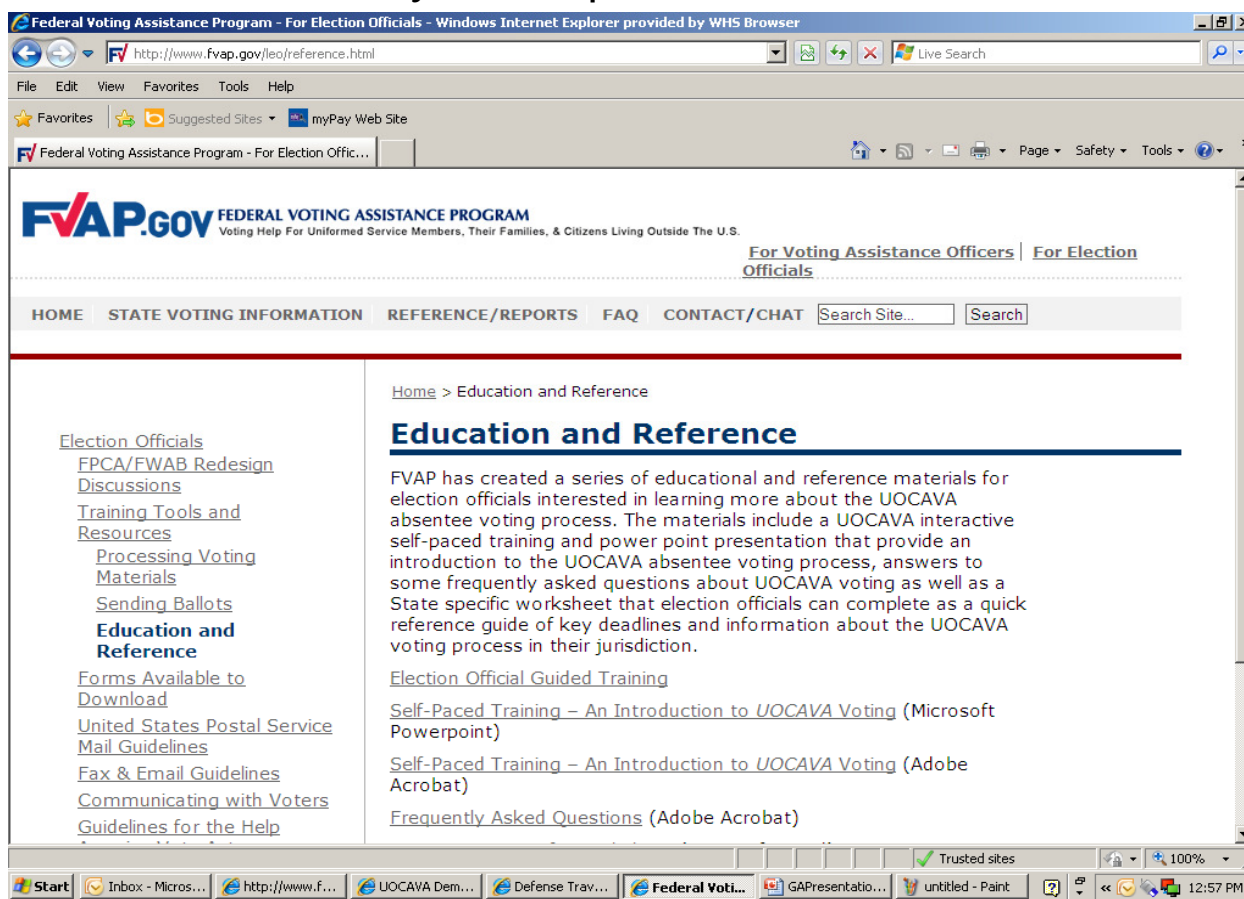 Federal Voting Assistance Program - For Election Officials - Windows Internet Explorer provided by WHS Browser
http://www.fvap.gov/leo/reference.html
Live Search
File Edit View Favorites Tools Help
Favorites Suggested Sites myPay Web Site
Federal Voting Assistance Program - For Election Offic...
Page Safety Tools
FVAP.GOV FEDERAL VOTING ASSISTANCE PROGRAM
Voting Help For Uniformed Service Members, Their Families, & Citizens Living Outside The U.S.
For Voting Assistance Officers | For Election
Officials
HOME STATE VOTING INFORMATION REFERENCE/REPORTS FAQ CONTACT/CHAT Search Site... Search
Home > Education and Reference
Election Officials
FPCA/FWAB Redesign
Discussions
Training Tools and
Resources
Processing Voting
Materials
Sending Ballots
Education and
Reference
Forms Available to
Download
United States Postal Service
Mail Guidelines
Fax & Email Guidelines
Communicating with Voters
Guidelines for the Help
Education and Reference
FVAP has created a series of educational and reference materials for
election officials interested in learning more about the UOCAVA
absentee voting process. The materials include a UOCAVA interactive
self-paced training and power point presentation that provide an
introduction to the UOCAVA absentee voting process, answers to
some frequently asked questions about UOCAVA voting as well as a
State specific worksheet that election officials can complete as a quick
reference guide of key deadlines and information about the UOCAVA
voting process in their jurisdiction.
Election Official Guided Training
Self-Paced Training – An Introduction to UOCAVA Voting (Microsoft
Powerpoint)
Self-Paced Training – An Introduction to UOCAVA Voting (Adobe
Acrobat)
Frequently Asked Questions (Adobe Acrobat)
Trusted sites
100%
Start
Inbox - Micros...
http://www.f...
UOCAVA Dem...
Defense Trav...
Federal Voti...
GAPresentatio...
untitled - Paint
12:57 PM